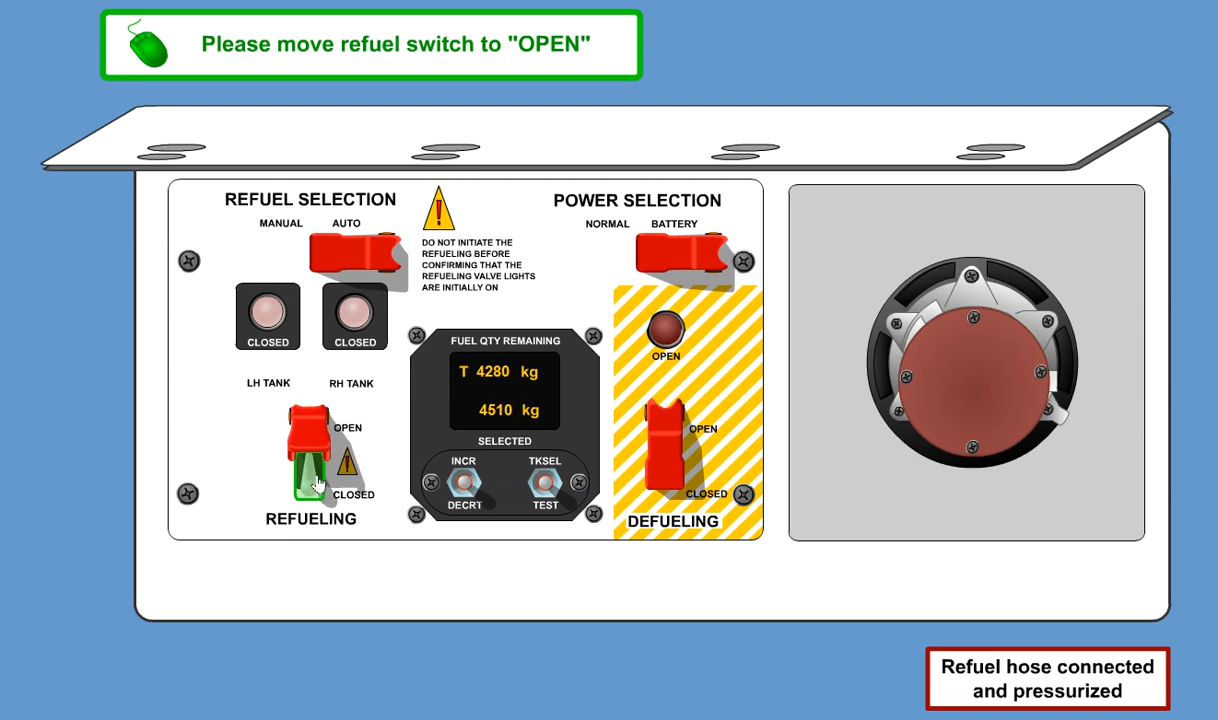 Please move refuel switch to "OPEN"
REFUEL SELECTION
MANUAL AUTO
DO NOT INITIATE THE
REFUELING BEFORE
CONFIRMING THAT THE
REFUELING VALVE LIGHTS
ARE INITIALLY ON
POWER SELECTION
NORMAL BATTERY
CLOSED CLOSED
LH TANK RH TANK
OPEN
CLOSED
REFUELING
FUEL QTY REMAINING
T 4280 kg
4510 kg
SELECTED
INCR TKSEL
DECRT TEST
OPEN
OPEN
CLOSED
DEFUELING
Refuel hose connected
and pressurized